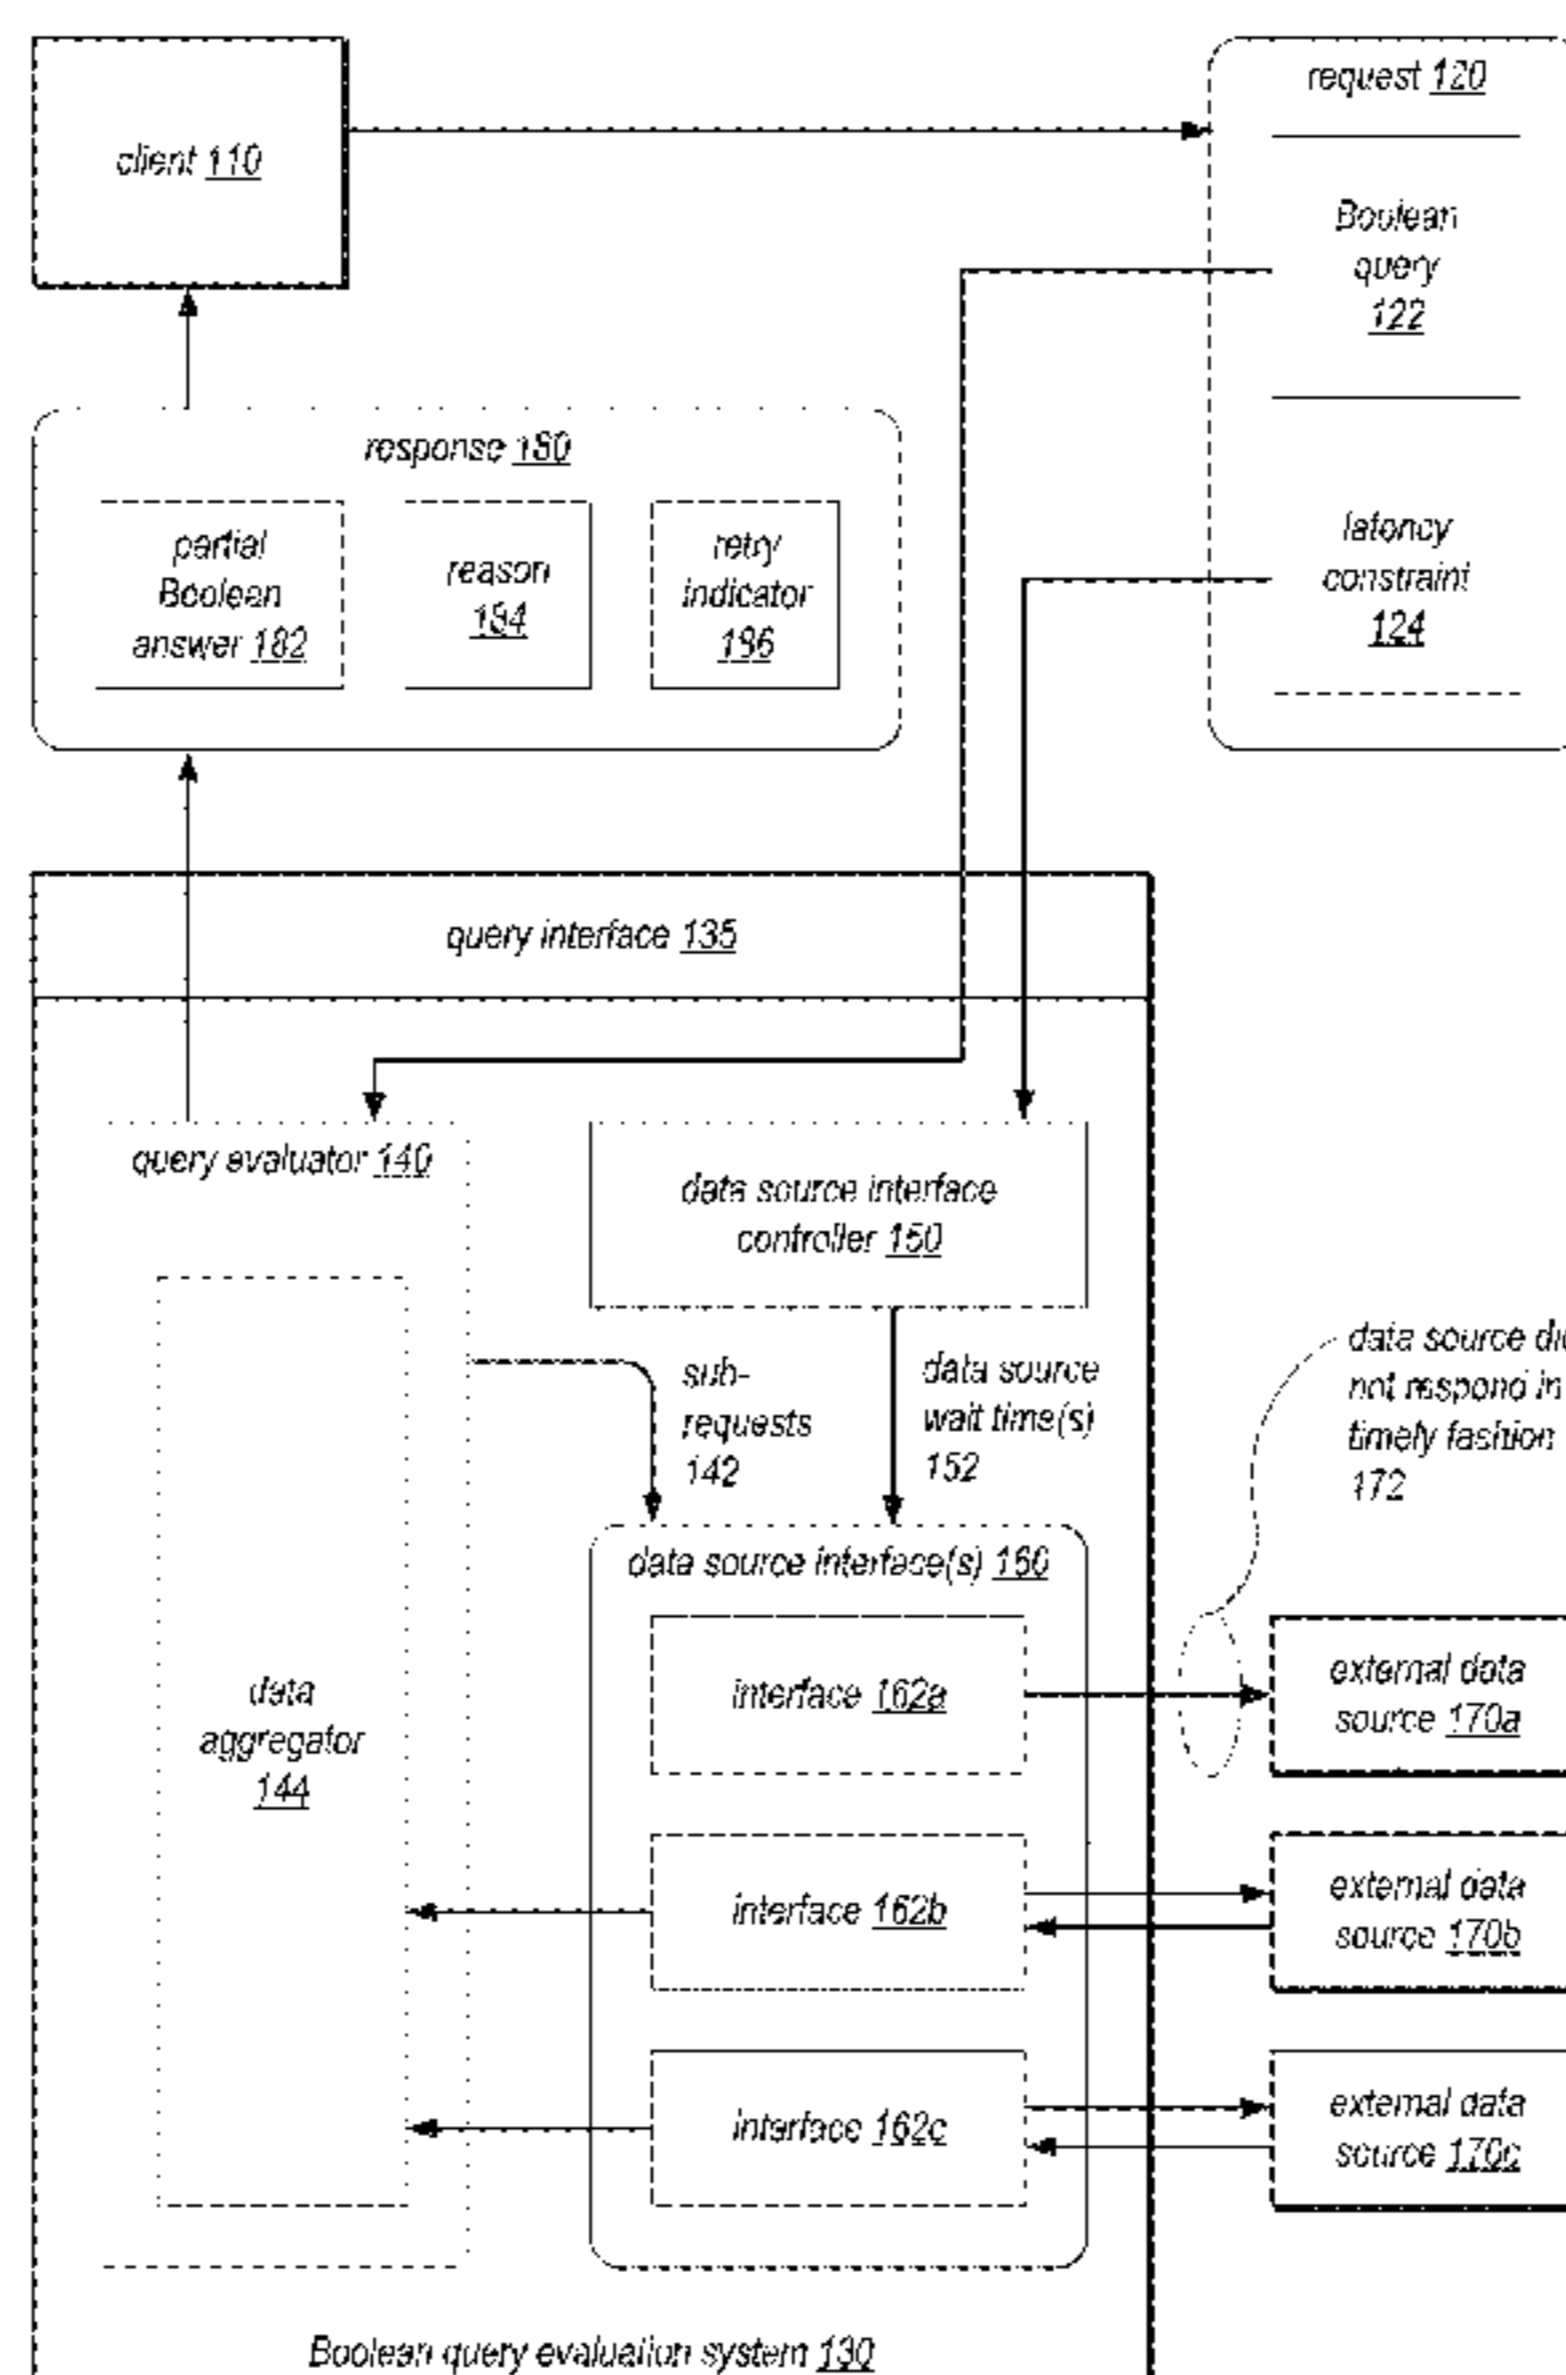 client 110
request 120
Boolean
query
122
latency
constraint
124
response 180
partial
Boolean
answer 182
reason
184
retry
indicator
186
query interface 135
query evaluator 140
data source interface
controller 150
sub-
requests
142
data source
wait time(s)
152
data source
not respond in
timely fashion
172
data source interface(s) 160
data
aggregator
144
interface 162a
external data
source 170a
interface 162b
external data
source 170b
interface 162c
external data
source 170c
Boolean query evaluation system 130